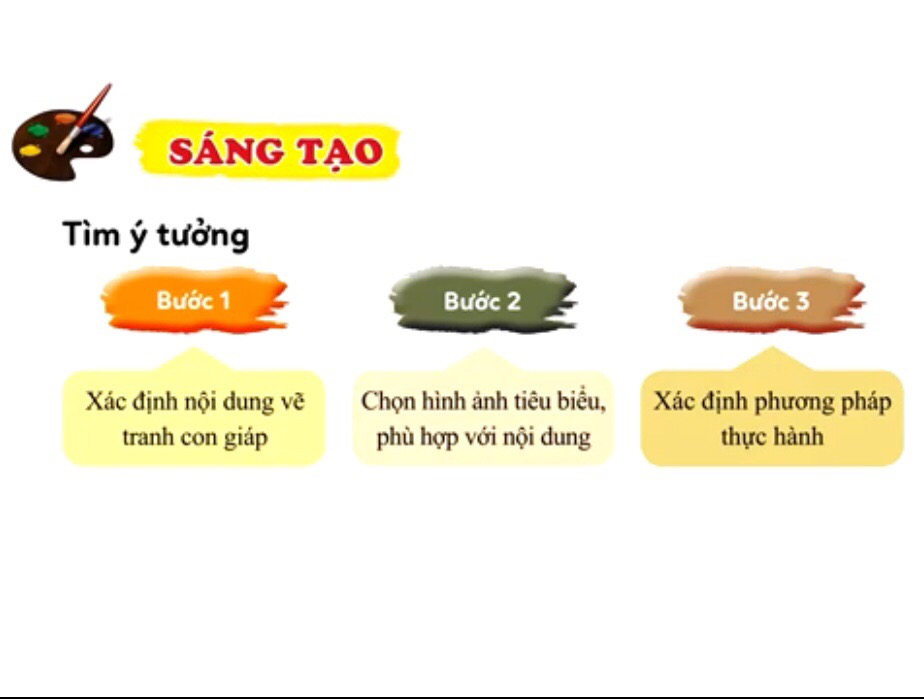 SÁNG TẠO
Tìm ý tưởng
Bước 1
Bước 2
Bước 3
Xác định nội dung vẽ
tranh con giáp
Chọn hình ảnh tiêu biểu,
phù hợp với nội dung
Xác định phương pháp
thực hành